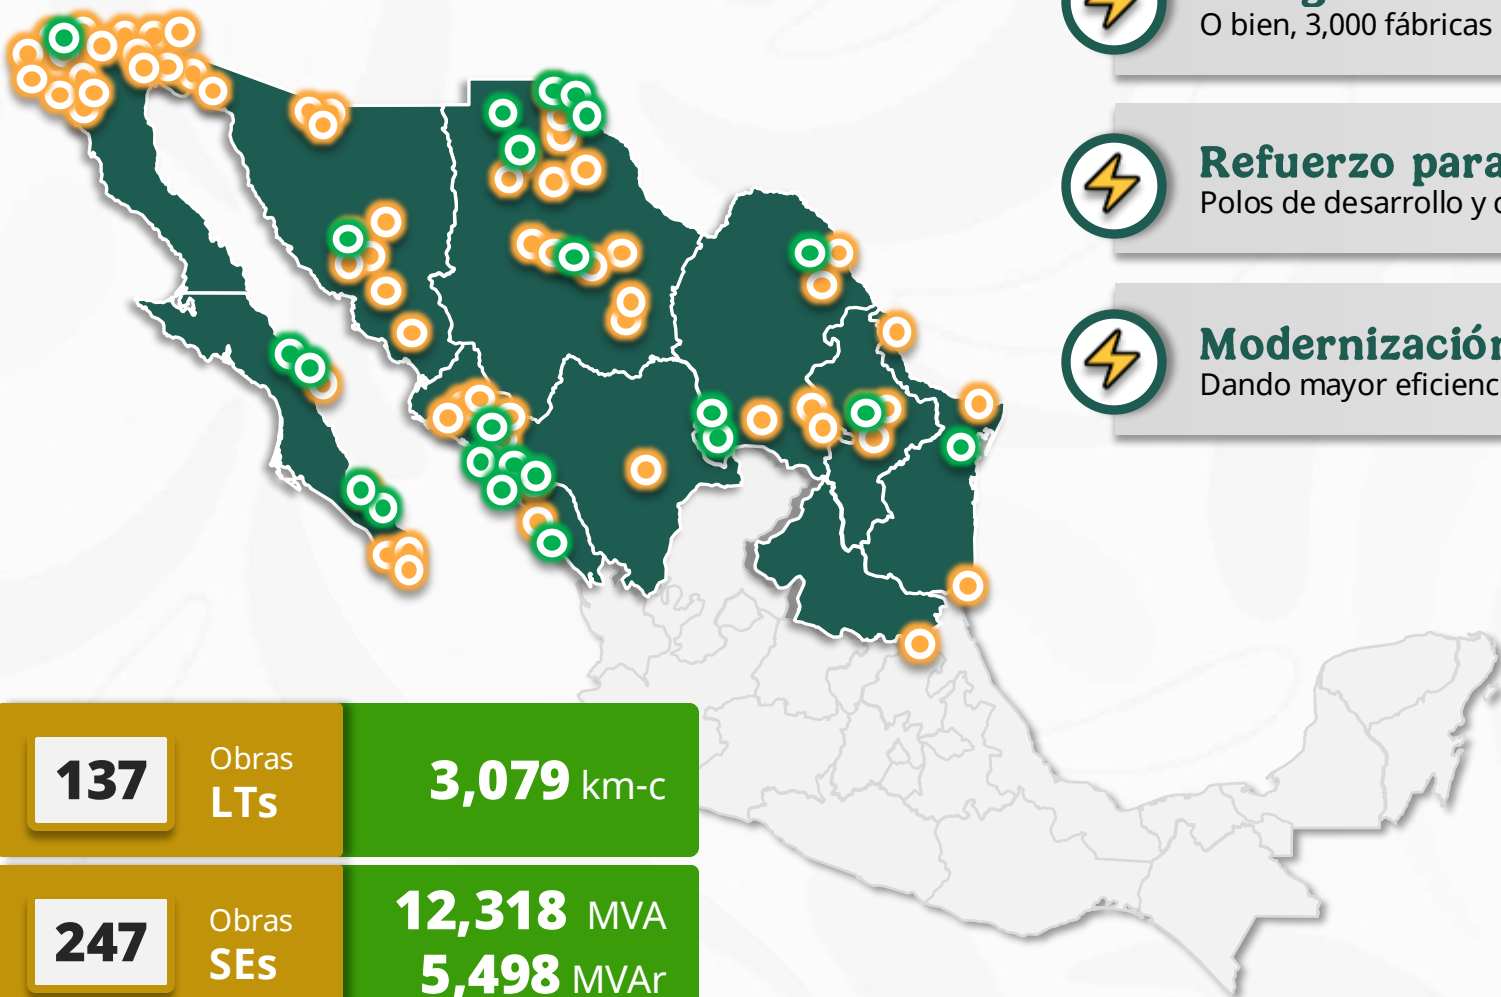 O bien, 3,000 fábricas
Refuerzo para
Polos de desarrollo y
Modernización
Dando mayor
137
Obras
LTs
3,079 km-c
247
Obras
SEs
12,318 MVA
5,498 MVAr